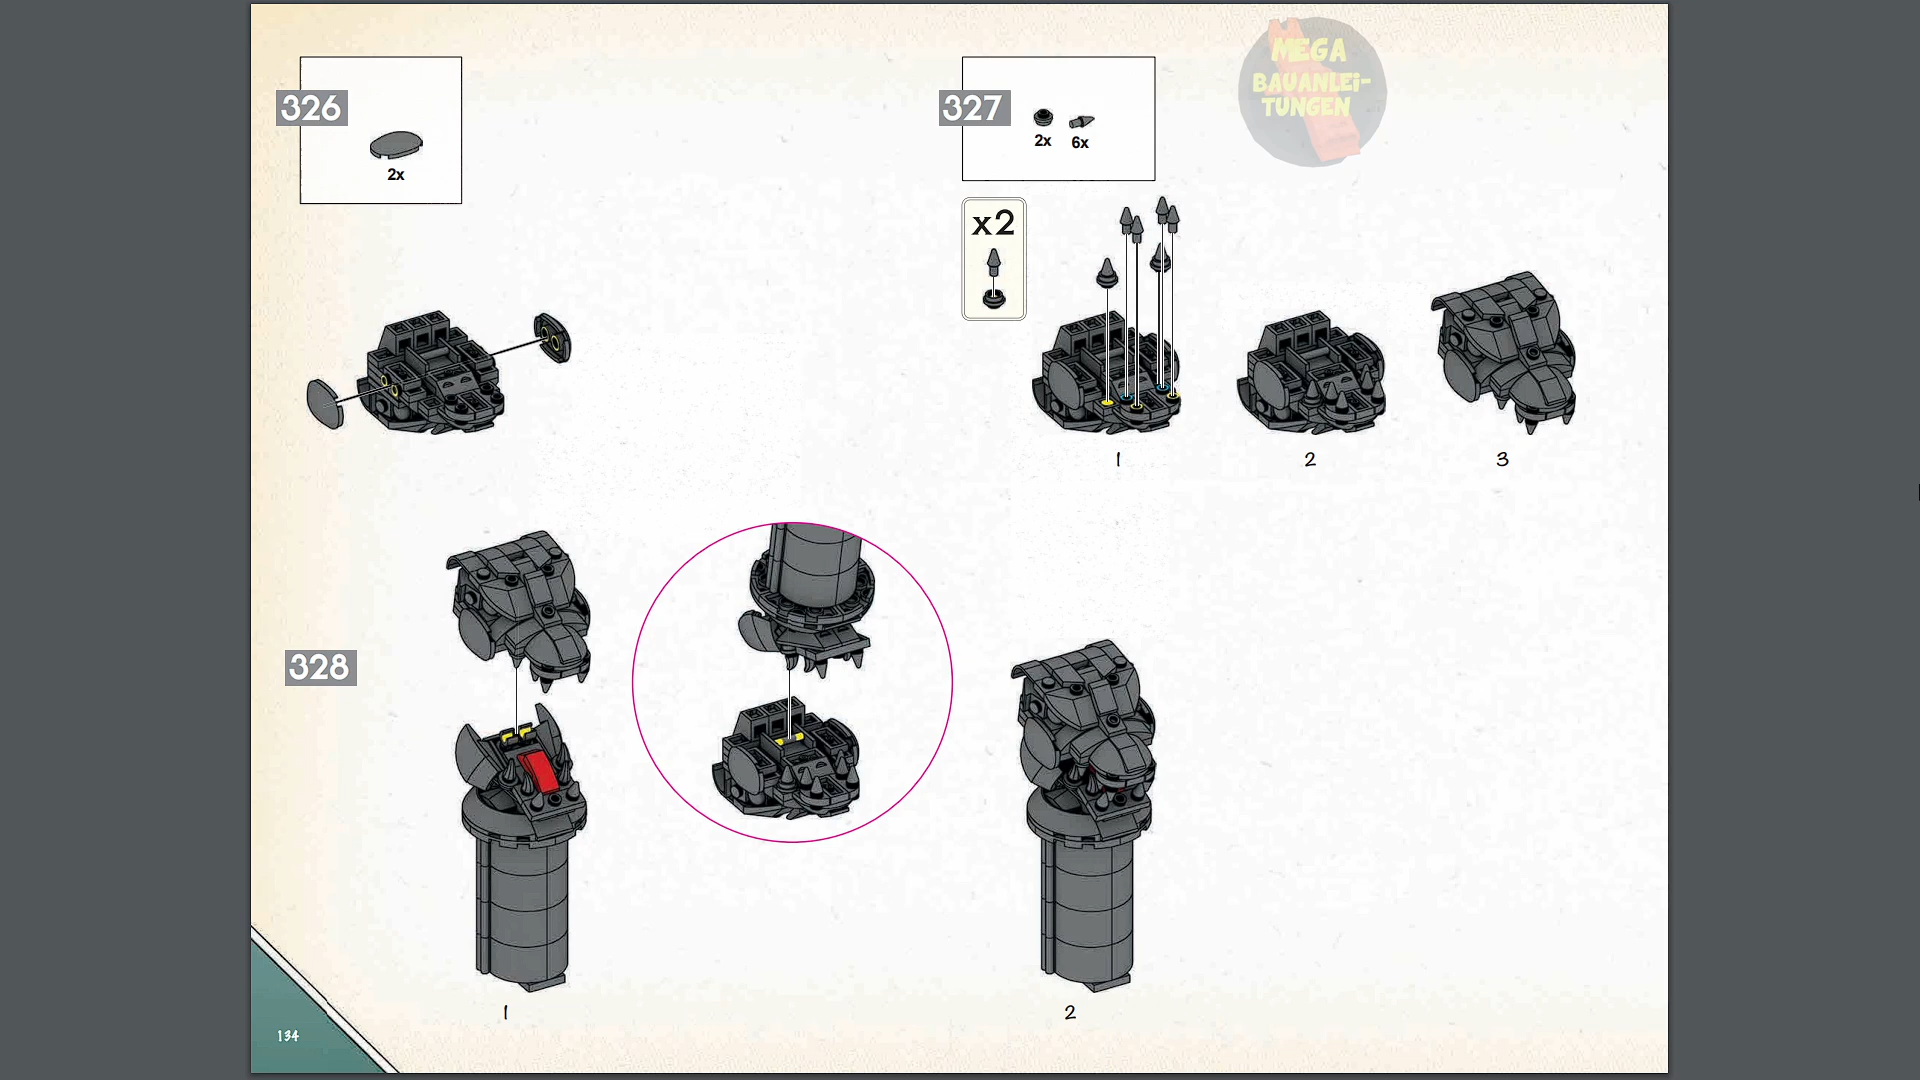 326
2x
327
2x 6x
MEGA
BAUANLEi-
TUNGEN
x2
1
2
3
328
1
2
134